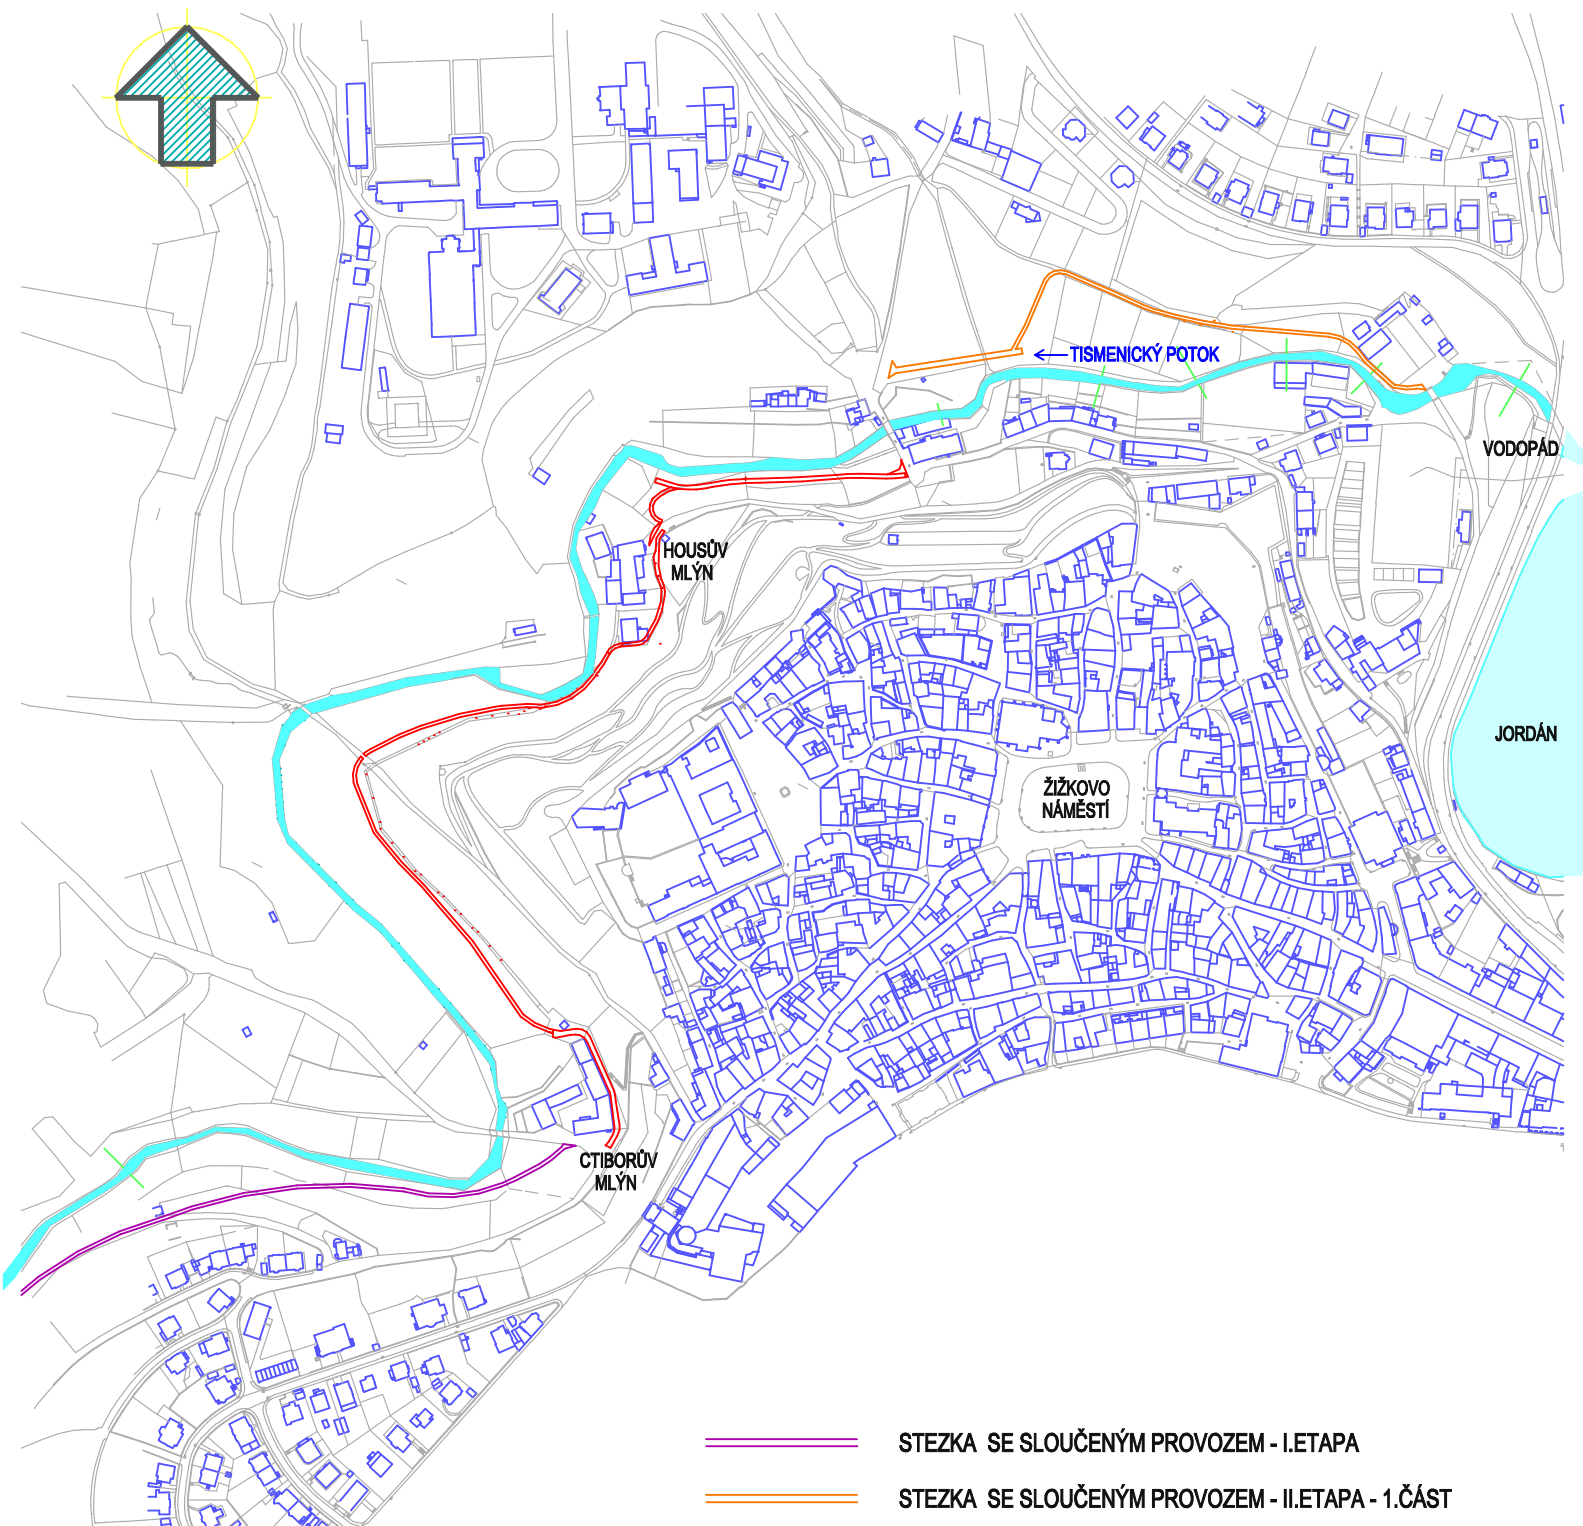 TISMENICKÝ POTOK
VODOPÁD
HOUSŮV
MLÝN
JORDÁN
ŽIŽKOVO
NÁMĚSTÍ
CTIBORŮV
MLÝN
STEZKA SE SLOUČENÝM PROVOZEM - I.ETAPA
STEZKA SE SLOUČENÝM PROVOZEM - II.ETAPA - 1.ČÁST